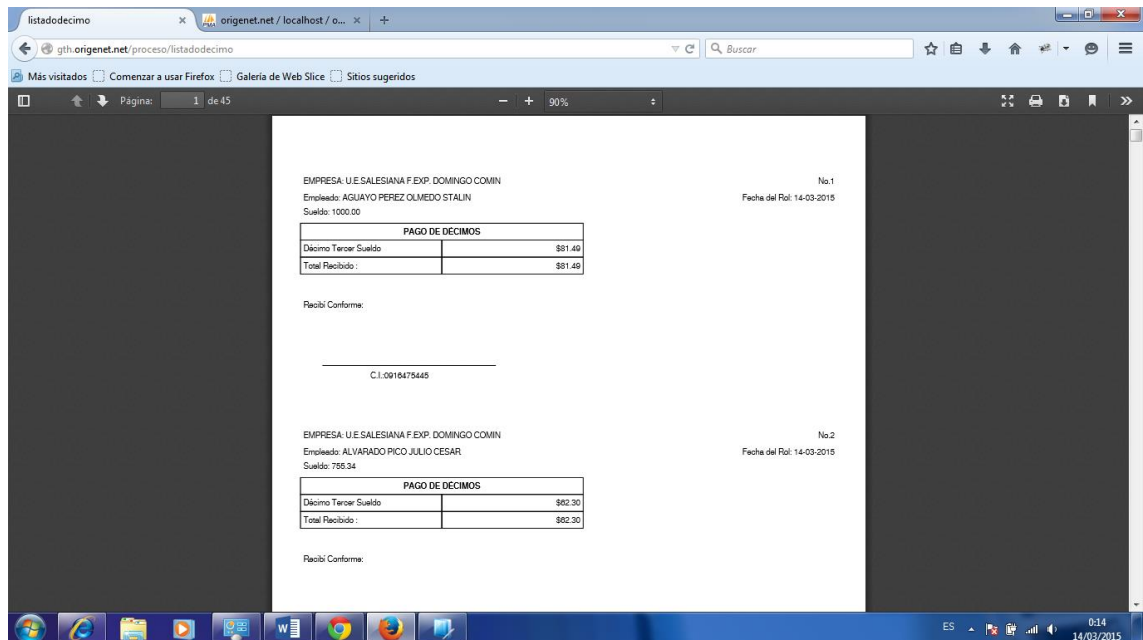 listadodecimo
origenet.net / localhost / o...
gth.origenet.net/proceso/listadodecimo
Buscar
Más visitados Comenzar a usar Firefox Galería de Web Slice Sitios sugeridos
Página: 1 de 45 90%
EMPRESA: U.E.SALESIANA F.EXP. DOMINGO COMIN No.1
Empleado: AGUAYO PEREZ OLMEDO STALIN Fecha del Rol: 14-03-2015
Sueldo: 1000.00
PAGO DE DÉCIMOS
Décimo Tercer Sueldo $81.49
Total Recibido : $81.49
Recibí Conforme:
C.I.:0916475445
EMPRESA: U.E.SALESIANA F.EXP. DOMINGO COMIN No.2
Empleado: ALVARADO PICO JULIO CESAR Fecha del Rol: 14-03-2015
Sueldo: 755.34
PAGO DE DÉCIMOS
Décimo Tercer Sueldo $62.30
Total Recibido : $62.30
Recibí Conforme:
ES 0:14
14/03/2015